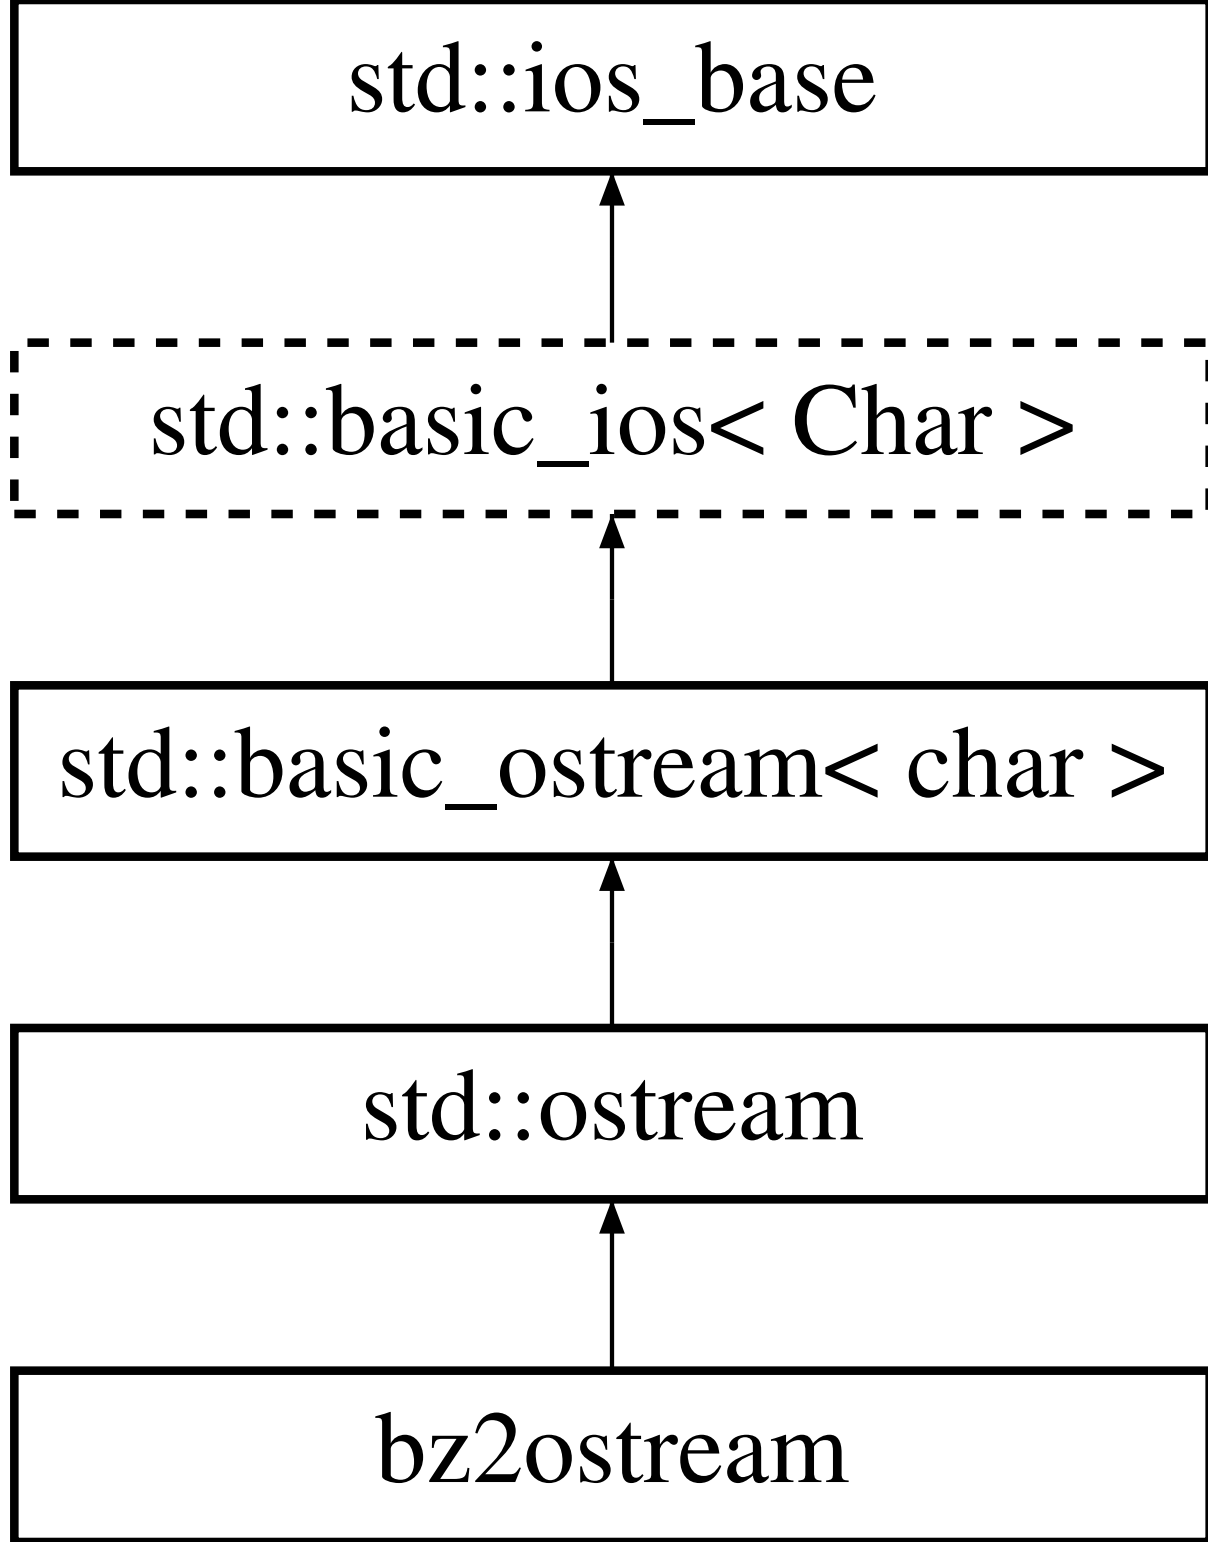 std::ios_base
std::basic_ios< Char >
std::basic_ostream< char >
std::ostream
bz2ostream